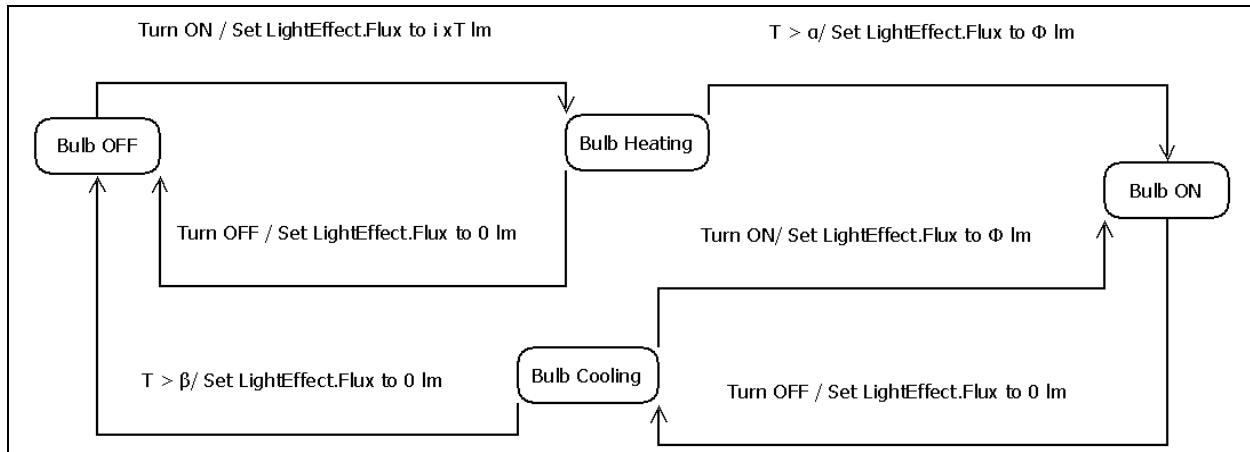 Turn ON / Set LightEffect.Flux to i xT lm
T > α/ Set LightEffect.Flux to Φ lm
Bulb OFF
Bulb Heating
Bulb ON
Turn OFF / Set LightEffect.Flux to 0 lm
Turn ON/ Set LightEffect.Flux to Φ lm
T > β/ Set LightEffect.Flux to 0 lm
Bulb Cooling
Turn OFF / Set LightEffect.Flux to 0 lm